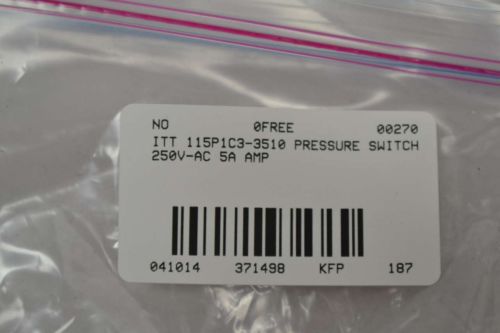 NO 0FREE 00270
ITT 115P1C3-3510 PRESSURE SWITCH
250V-AC 5A AMP
041014 371498 KFP 187